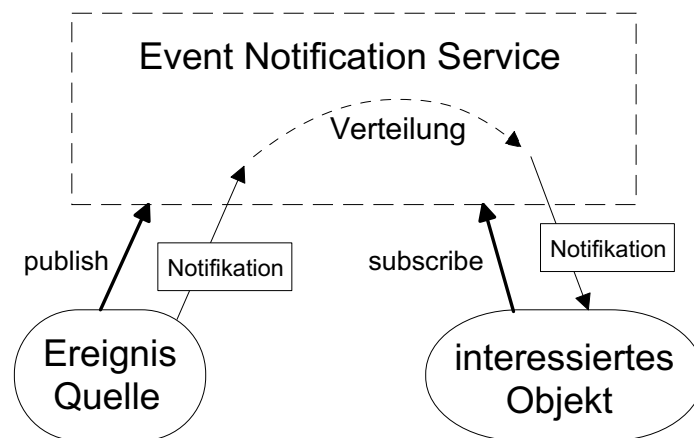 Event Notification Service
Verteilung
publish
Notifikation
subscribe
Notifikation
Ereignis
Quelle
interessiertes
Objekt